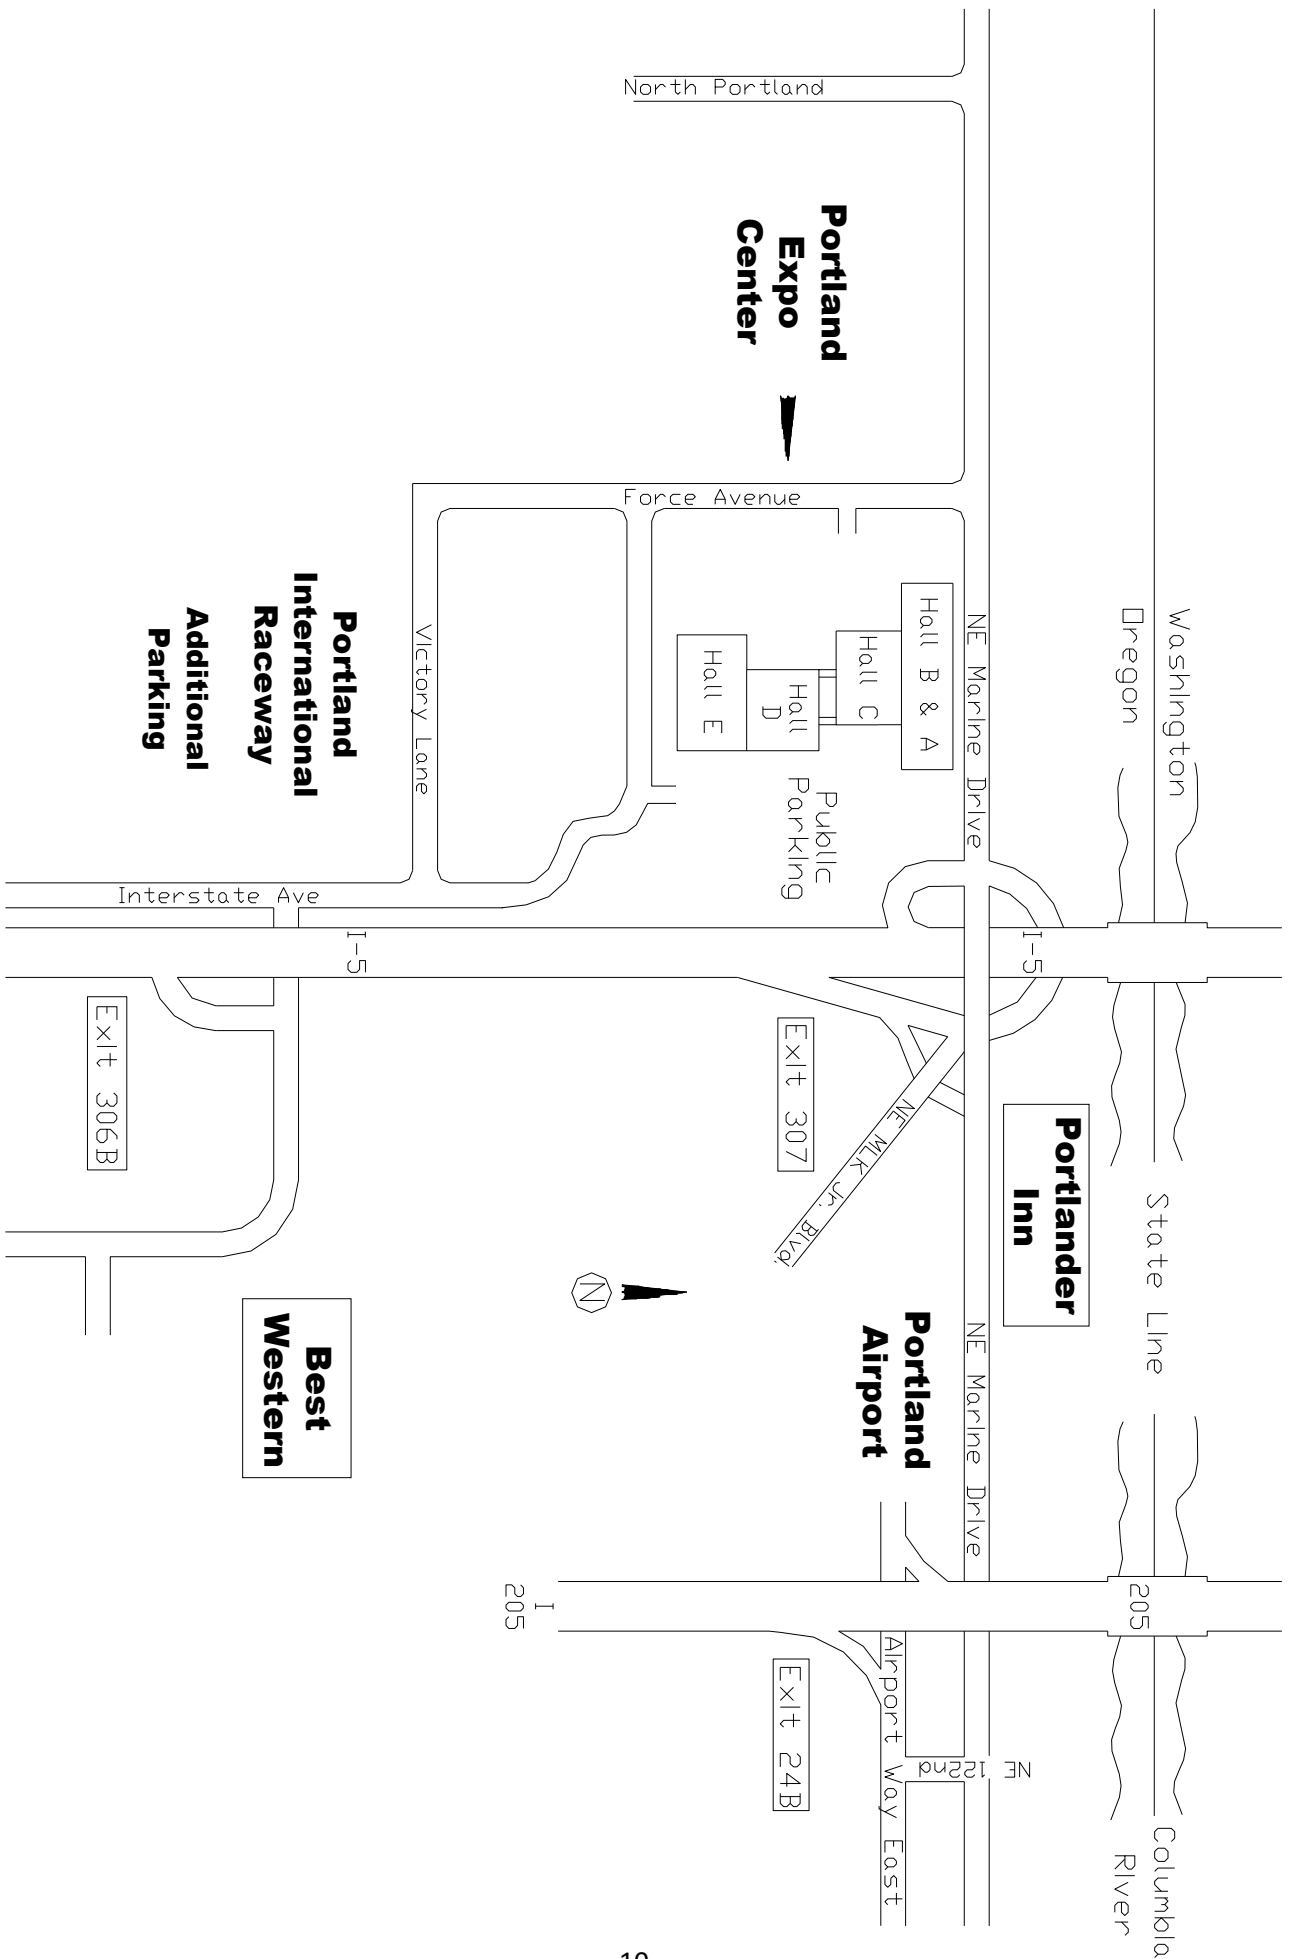 Washington
Oregon
State Line
Columbia
River
North Portland
Portland
Expo
Center
Force Avenue
NE Marine Drive
Hall B & A
Hall C
Hall
D
Hall E
Public
Parking
Victory Lane
Portland
International
Raceway
Additional
Parking
Interstate Ave
I-5
I-5
Exit 306B
Exit 307
NE MLK Jr. Blvd.
Portlander
Inn
N
Best
Western
Portland
Airport
NE Marine Drive
205
I
205
Airport Way East
Exit 24B
NE 122nd